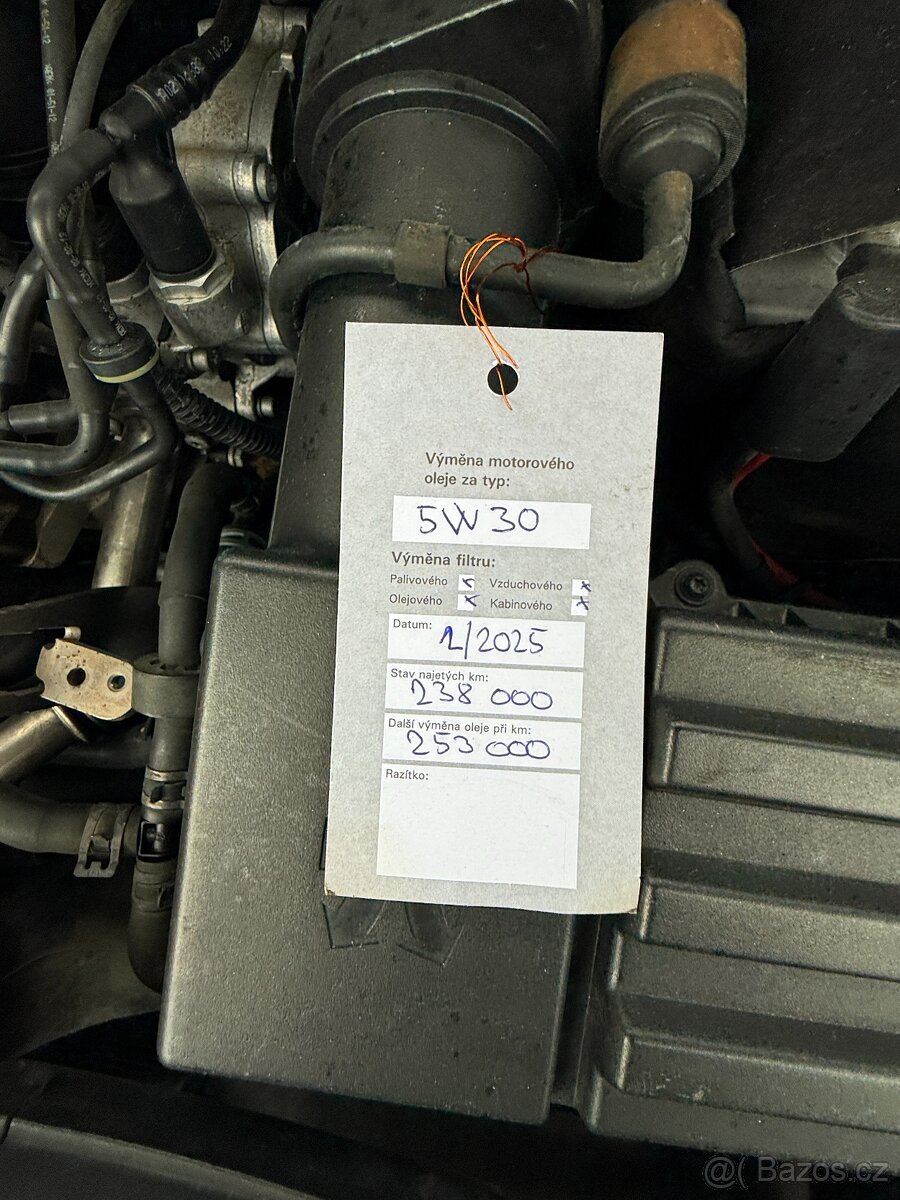 Výměna motorového
oleje za typ:
5W30
Výměna filtru:
Palivového x Vzduchového x
Olejového x Kabinového x
Datum: 1/2025
Stav najetých km:
238 000
Další výměna oleje při km:
253 000
Razítko:
@( Bazoš.cz